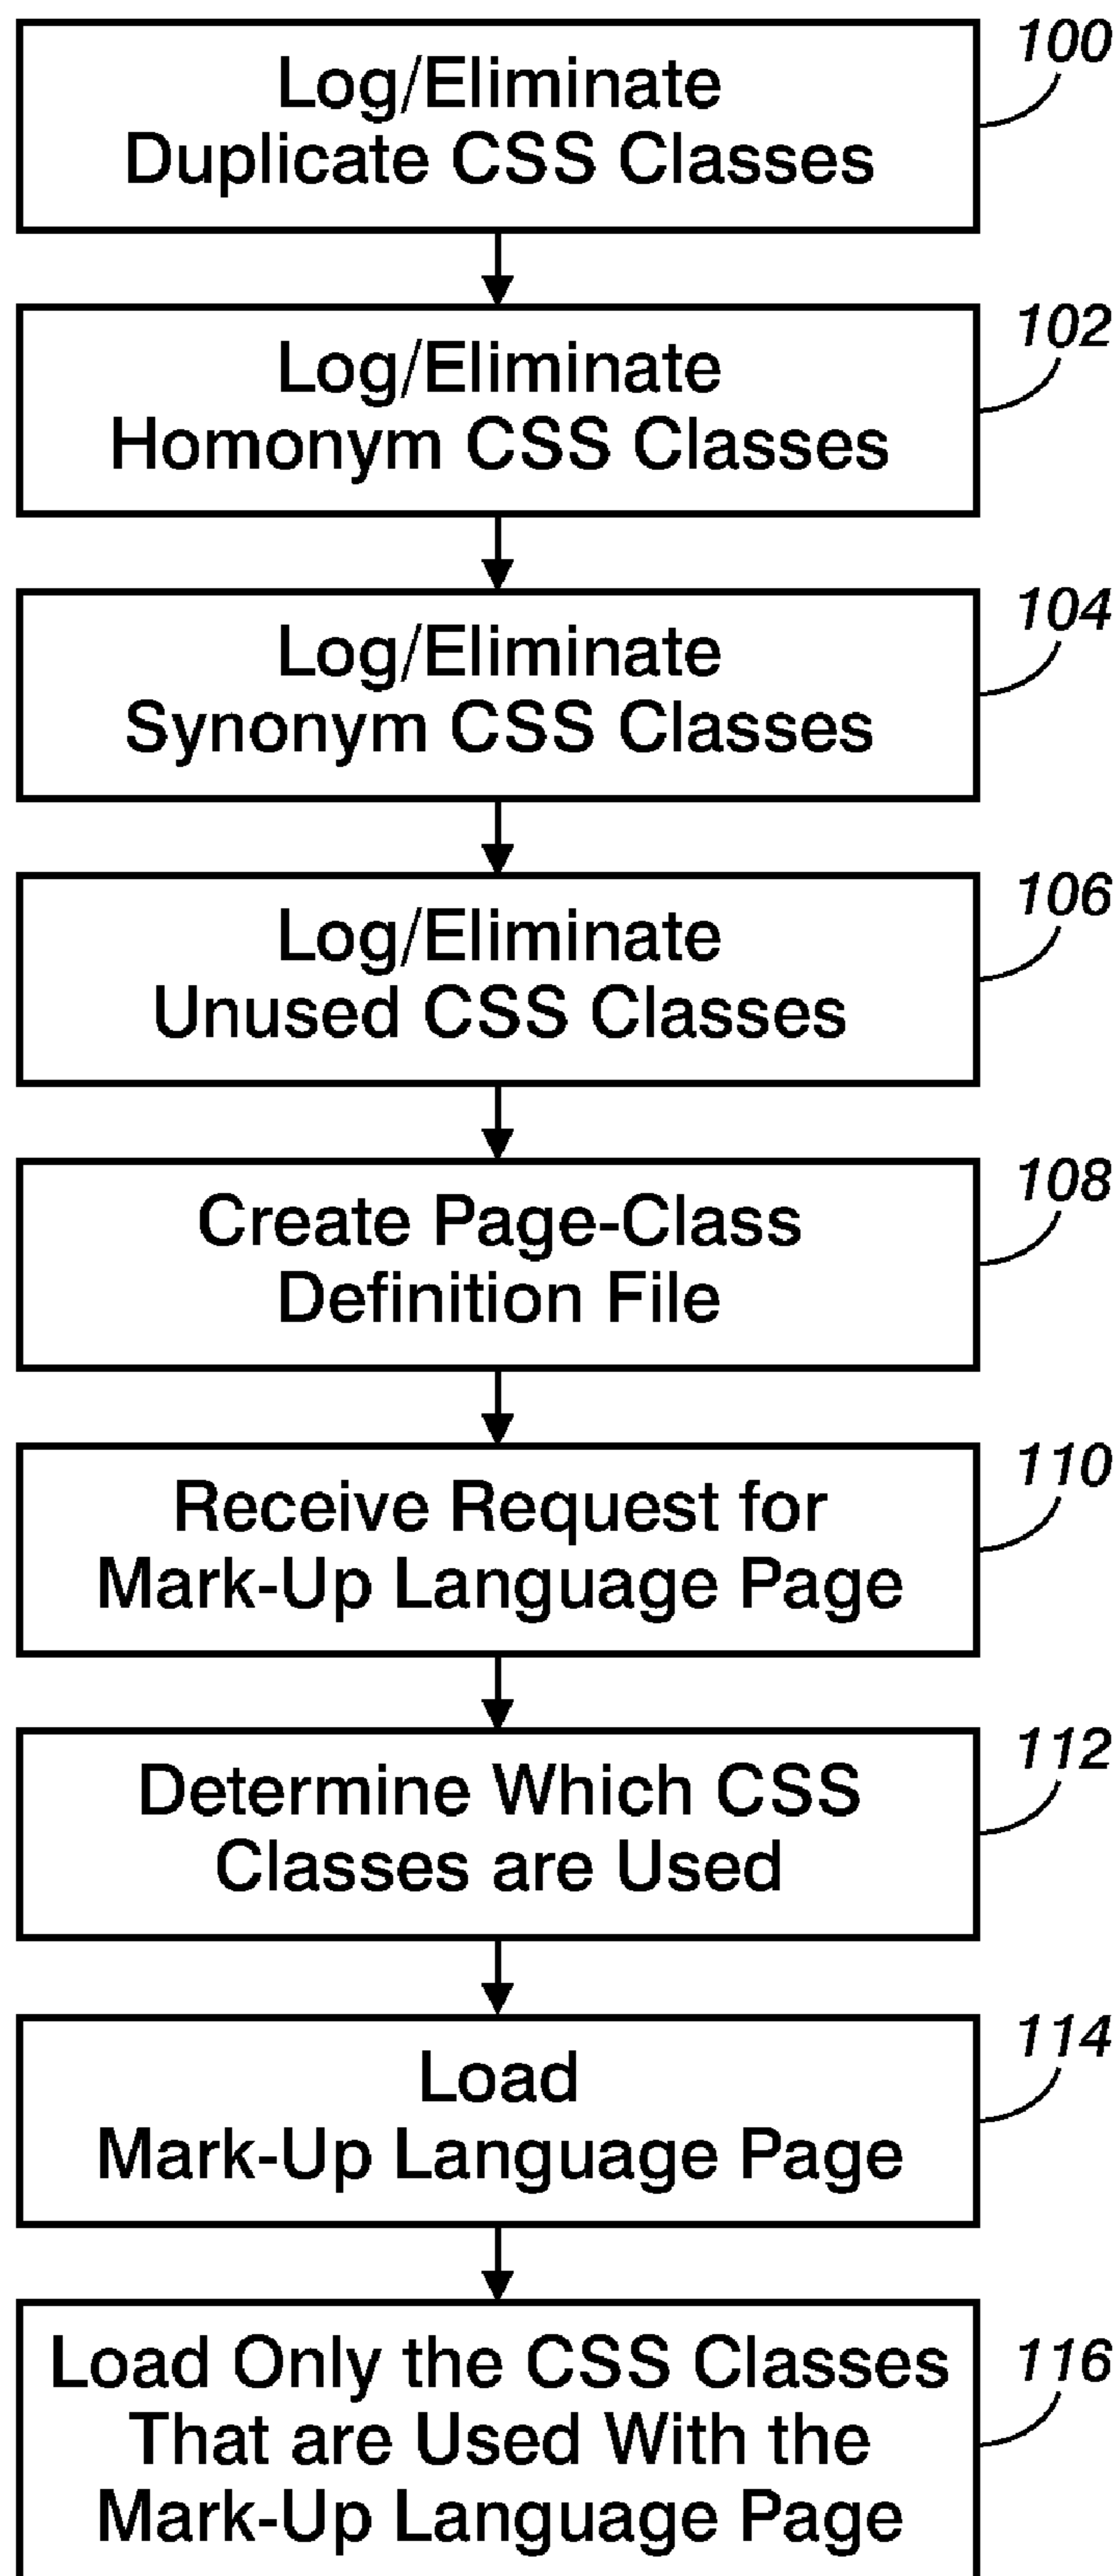 100
Log/Eliminate
Duplicate CSS Classes
102
Log/Eliminate
Homonym CSS Classes
104
Log/Eliminate
Synonym CSS Classes
106
Log/Eliminate
Unused CSS Classes
108
Create Page-Class
Definition File
110
Receive Request for
Mark-Up Language Page
112
Determine Which CSS
Classes are Used
114
Load
Mark-Up Language Page
116
Load Only the CSS Classes
That are Used With the
Mark-Up Language Page